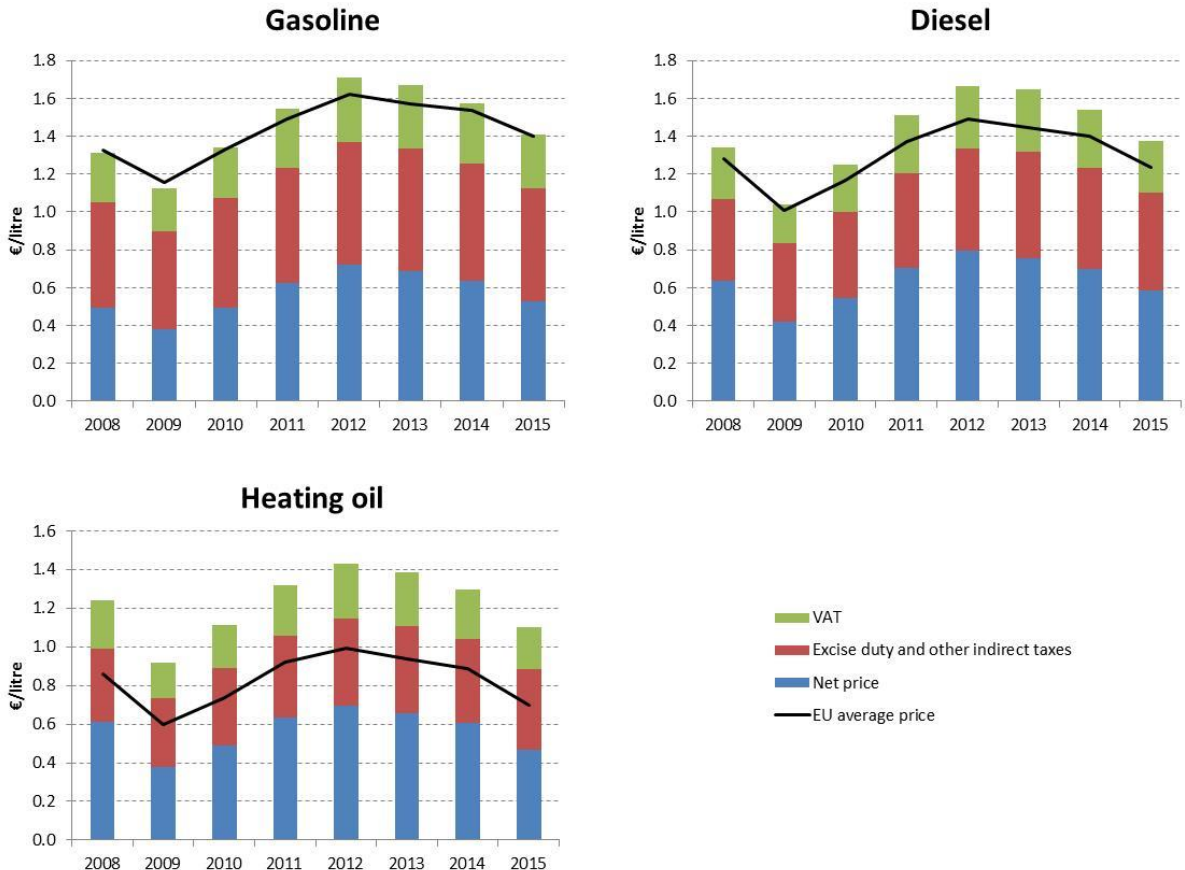 Gasoline
1.8
1.6
1.4
1.2
1.0
0.8
0.6
0.4
0.2
0.0
€/litre
2008 2009 2010 2011 2012 2013 2014 2015
Diesel
1.8
1.6
1.4
1.2
1.0
0.8
0.6
0.4
0.2
0.0
€/litre
2008 2009 2010 2011 2012 2013 2014 2015
Heating oil
1.6
1.4
1.2
1.0
0.8
0.6
0.4
0.2
0.0
€/litre
2008 2009 2010 2011 2012 2013 2014 2015
VAT
Excise duty and other indirect taxes
Net price
EU average price